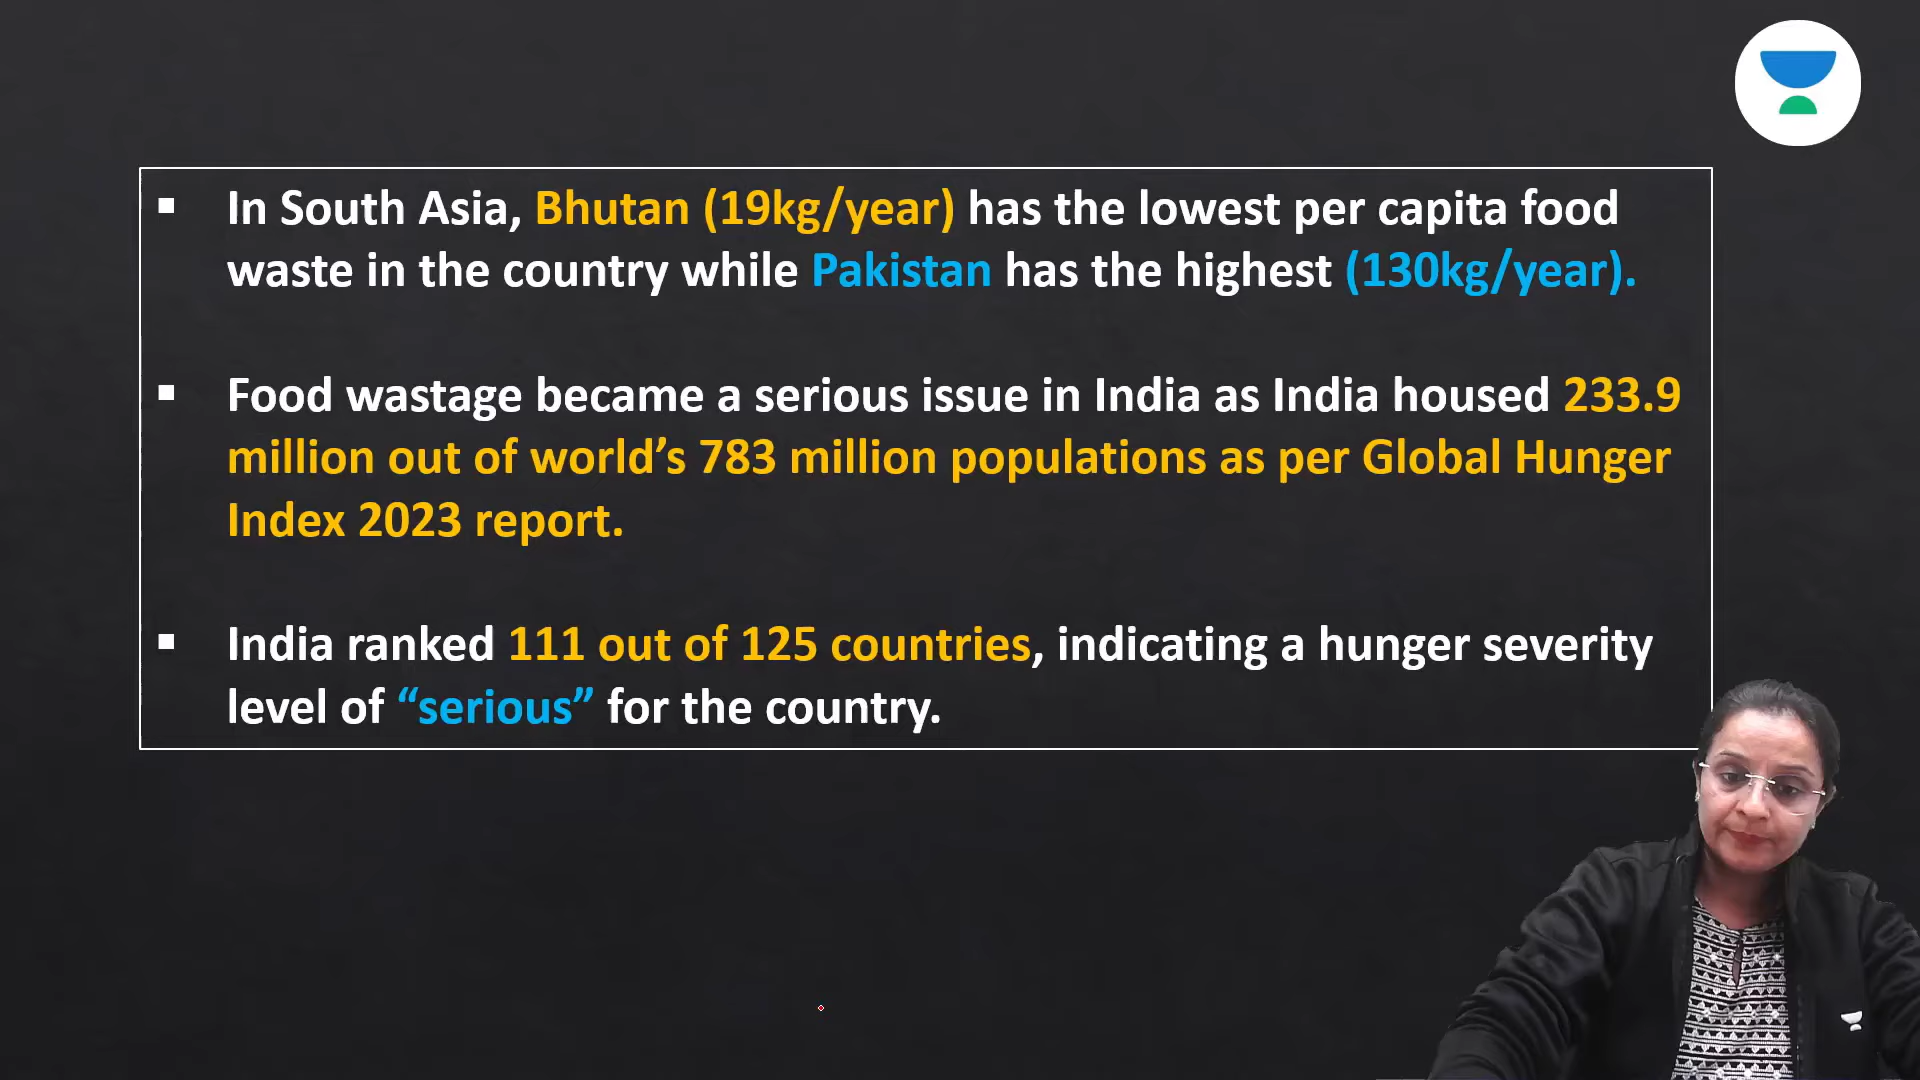 ▪ In South Asia, Bhutan (19kg/year) has the lowest per capita food
waste in the country while Pakistan has the highest (130kg/year).
▪ Food wastage became a serious issue in India as India housed 233.9
million out of world’s 783 million populations as per Global Hunger
Index 2023 report.
▪ India ranked 111 out of 125 countries, indicating a hunger severity
level of “serious” for the country.